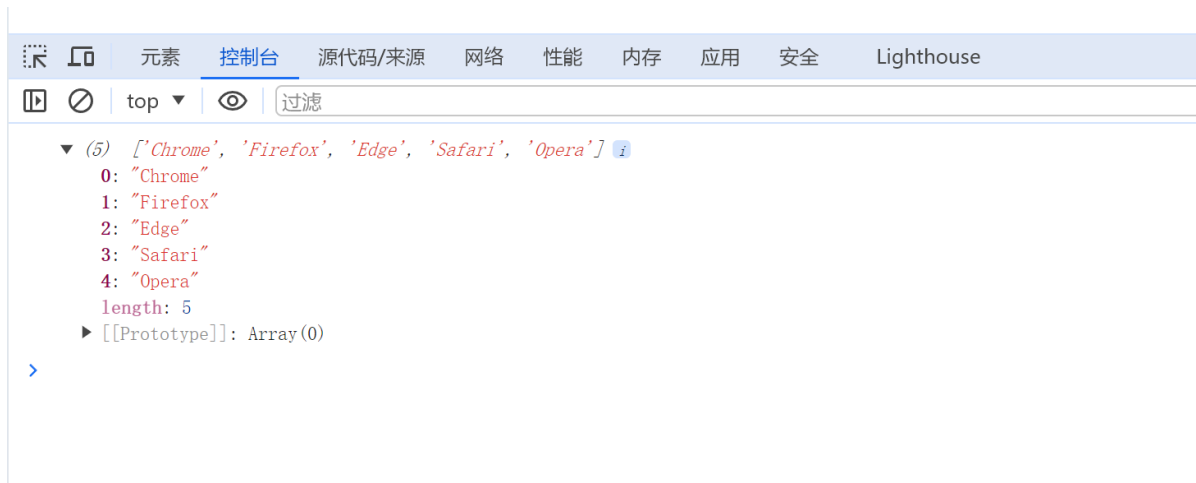 元素 控制台 源代码/来源 网络 性能 内存 应用 安全 Lighthouse
top 过滤
(5) ['Chrome', 'Firefox', 'Edge', 'Safari', 'Opera'] i
0: "Chrome"
1: "Firefox"
2: "Edge"
3: "Safari"
4: "Opera"
length: 5
[[Prototype]]: Array(0)